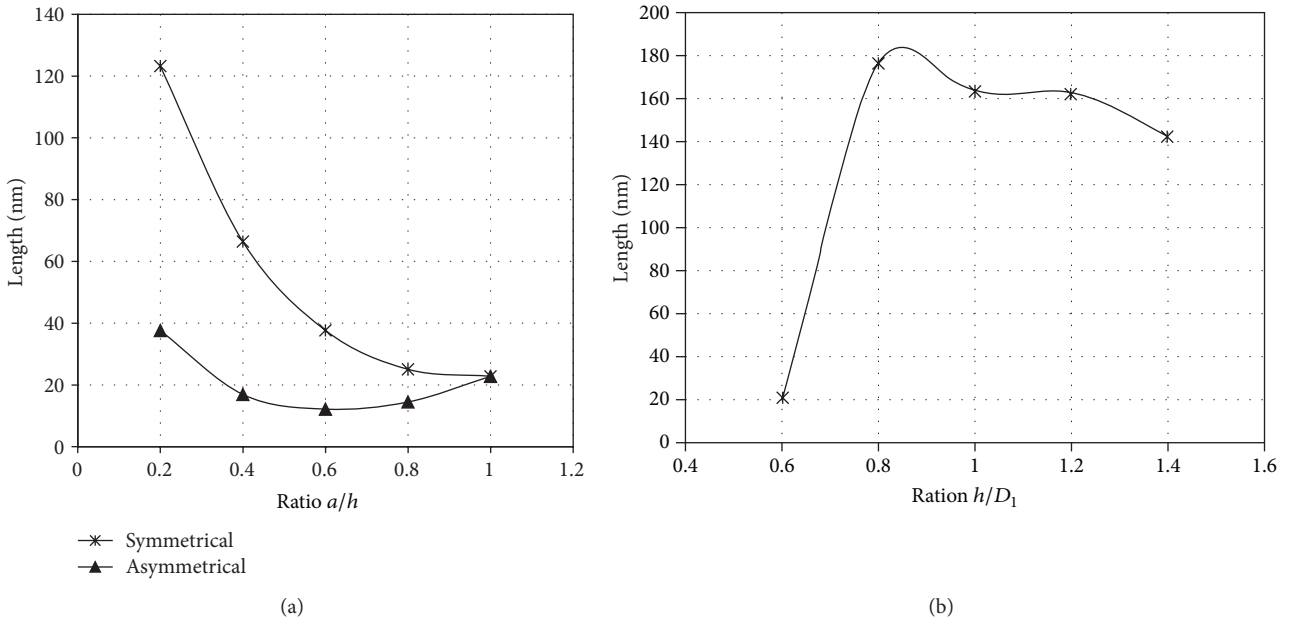 140
120
100
80
60
40
20
0
Length (nm)
0 0.2 0.4 0.6 0.8 1 1.2
Ratio a/h
Symmetrical
Asymmetrical
(a)
200
180
160
140
120
100
80
60
40
20
0
Length (nm)
0.4 0.6 0.8 1 1.2 1.4 1.6
Ration h/D₁
(b)